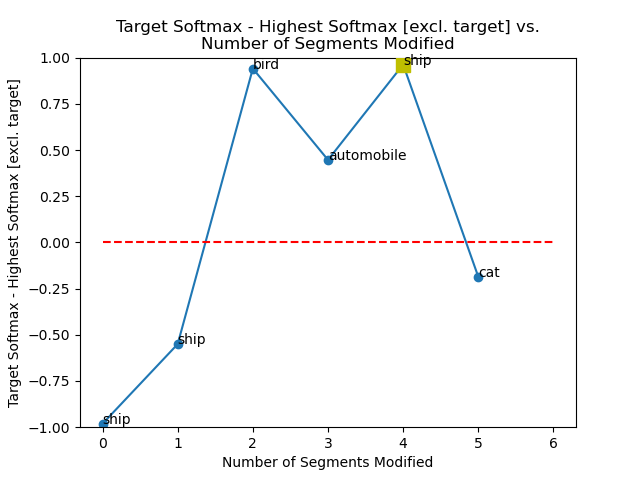 Target Softmax - Highest Softmax [excl. target] vs.
Number of Segments Modified
Target Softmax - Highest Softmax [excl. target]
1.00
0.75
0.50
0.25
0.00
−0.25
−0.50
−0.75
−1.00
ship
ship
bird
automobile
ship
cat
0 1 2 3 4 5 6
Number of Segments Modified